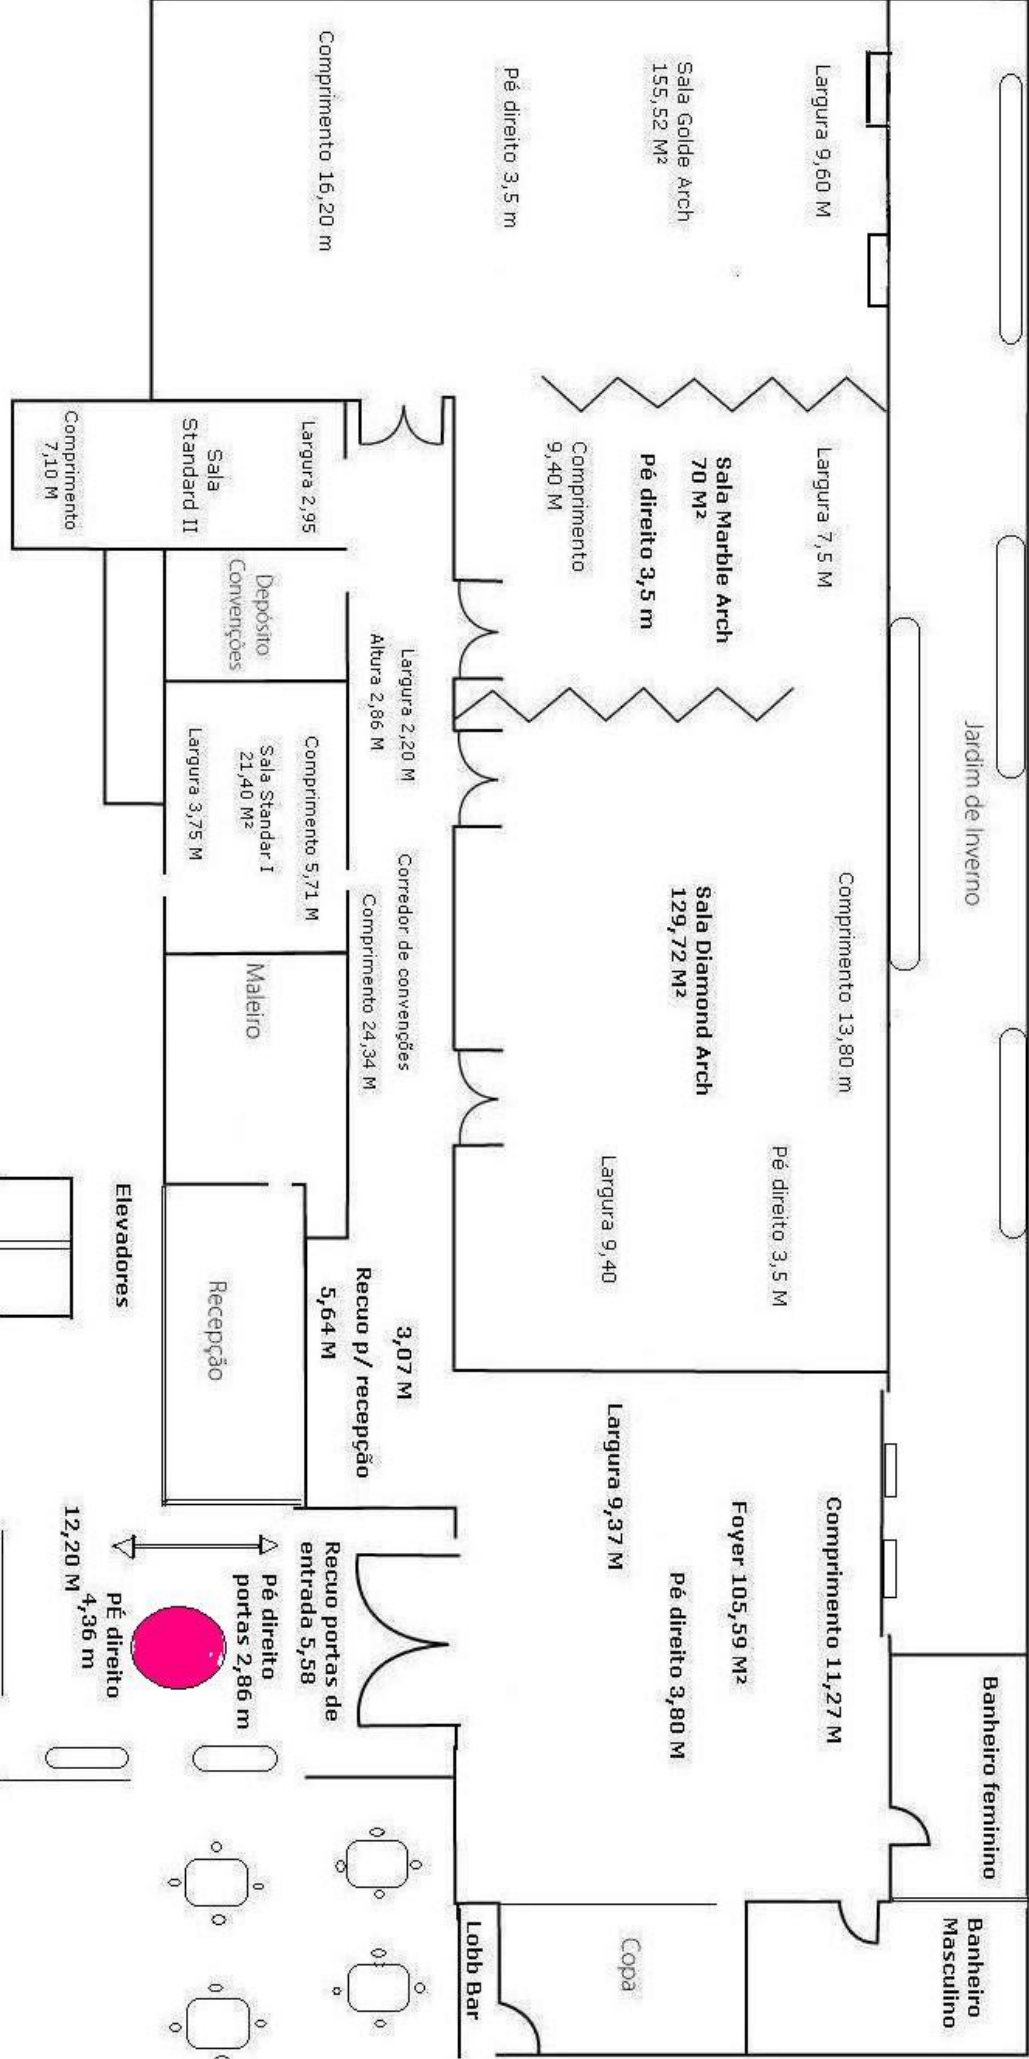 Largura 9,60 M
Sala Golde Arch
155,52 M²
Pé direito 3,5 m
Comprimento 16,20 m
Largura 7,5 M
Sala Marble Arch
70 M²
Pé direito 3,5 m
Comprimento
9,40 M
Largura 2,95
Sala
Standard II
Comprimento
7,10 M
Depósito
Convenções
Largura 2,20 M
Altura 2,86 M
Comprimento 5,71 M
Sala Standar I
21,40 M²
Largura 3,75 M
Jardim de Inverno
Comprimento 13,80 m
Sala Diamond Arch
129,72 M²
Pé direito 3,5 M
Largura 9,40
Corredor de convenções
Comprimento 24,34 M
Maleiro
Elevadores
Recepção
3,07 M
Recuo p/ recepção
5,64 M
Comprimento 11,27 M
Foyer 105,59 M²
Pé direito 3,80 M
Largura 9,37 M
Recuo portas de
entrada 5,58
Pé direito
portas 2,86 m
PÉ direito
4,36 m
12,20 M
Banheiro feminino
Banheiro
Masculino
Copa
Lobb Bar